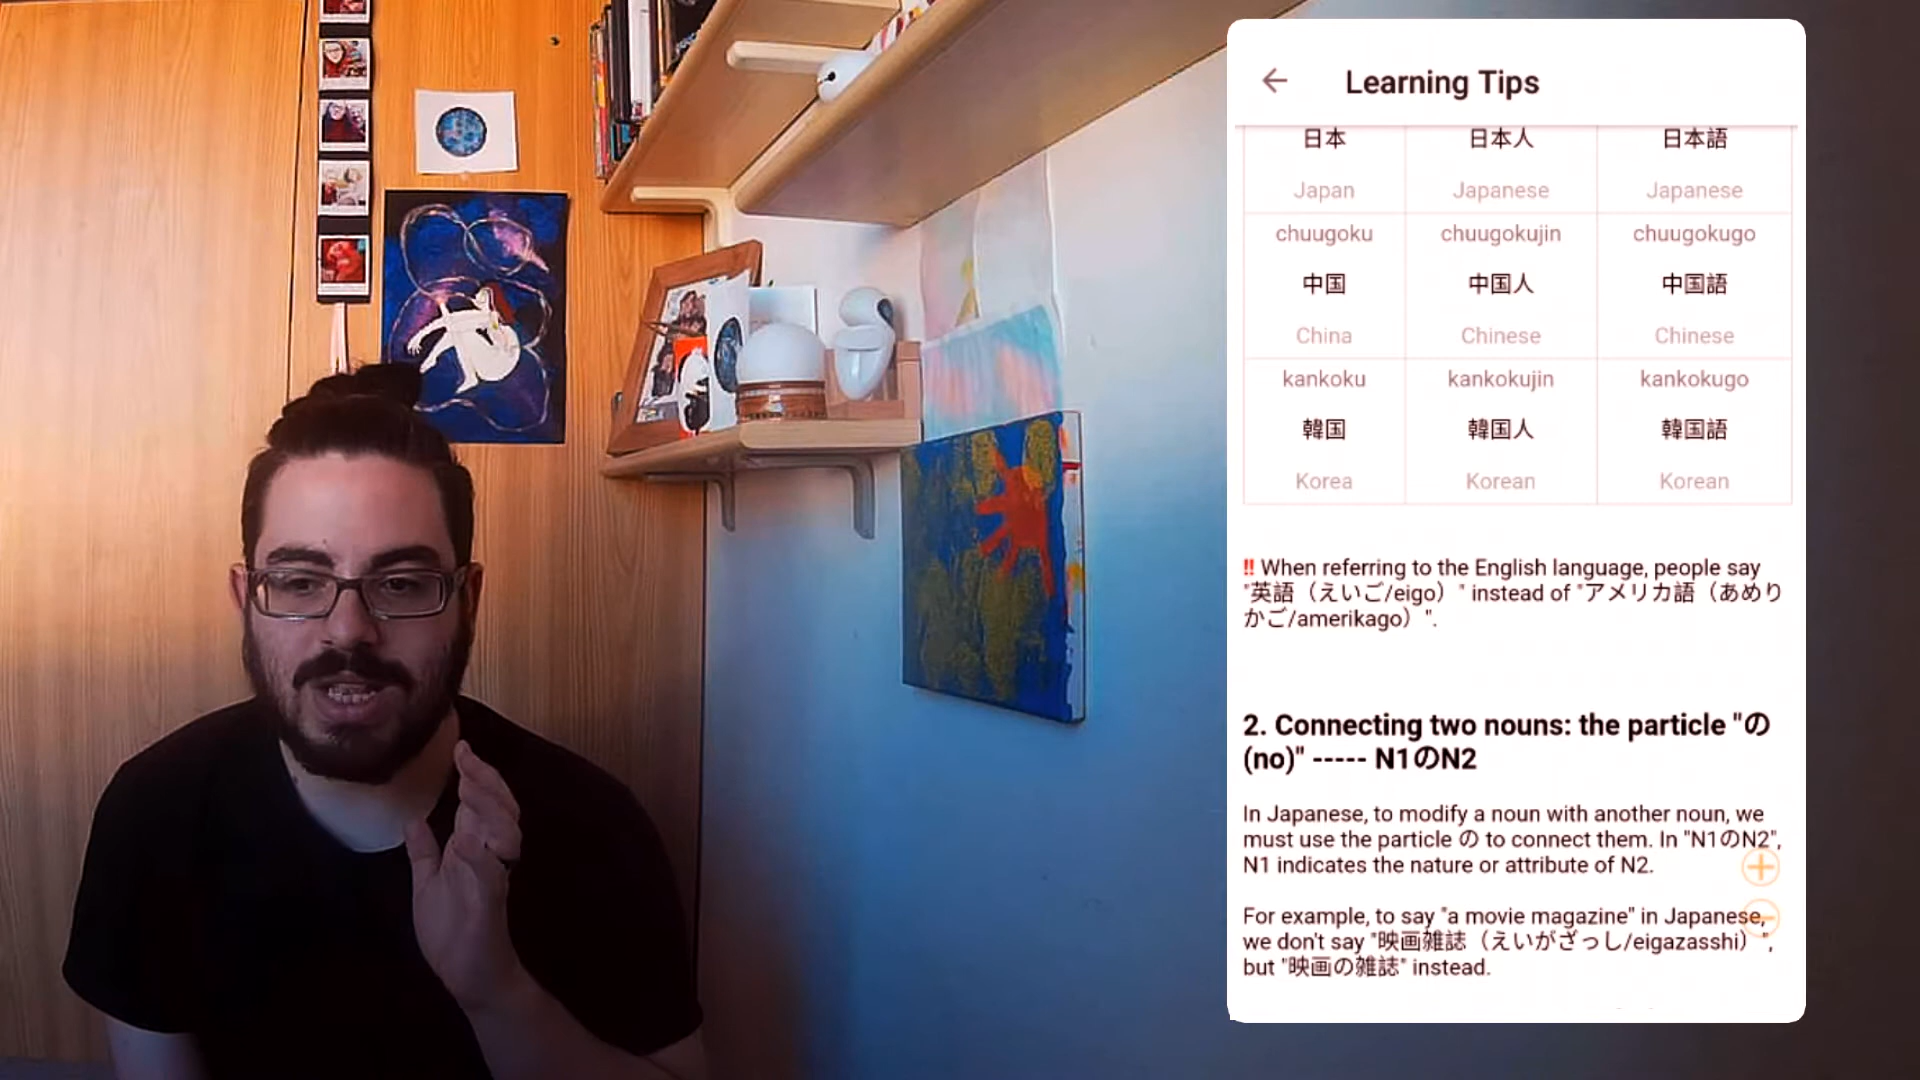 Learning Tips
日本 日本人 日本語
Japan Japanese Japanese
chuugoku chuugokujin chuugokugo
中国 中国人 中国語
China Chinese Chinese
kankoku kankokujin kankokugo
韓国 韓国人 韓国語
Korea Korean Korean
‼ When referring to the English language, people say
"英語（えいご/eigo）" instead of "アメリカ語（あめり
かご/amerikago）".
2. Connecting two nouns: the particle "の
(no)" ----- N1のN2
In Japanese, to modify a noun with another noun, we
must use the particle の to connect them. In "N1のN2",
N1 indicates the nature or attribute of N2.
For example, to say "a movie magazine" in Japanese,
we don't say "映画雑誌（えいがざっし/eigazasshi）",
but "映画の雑誌" instead.